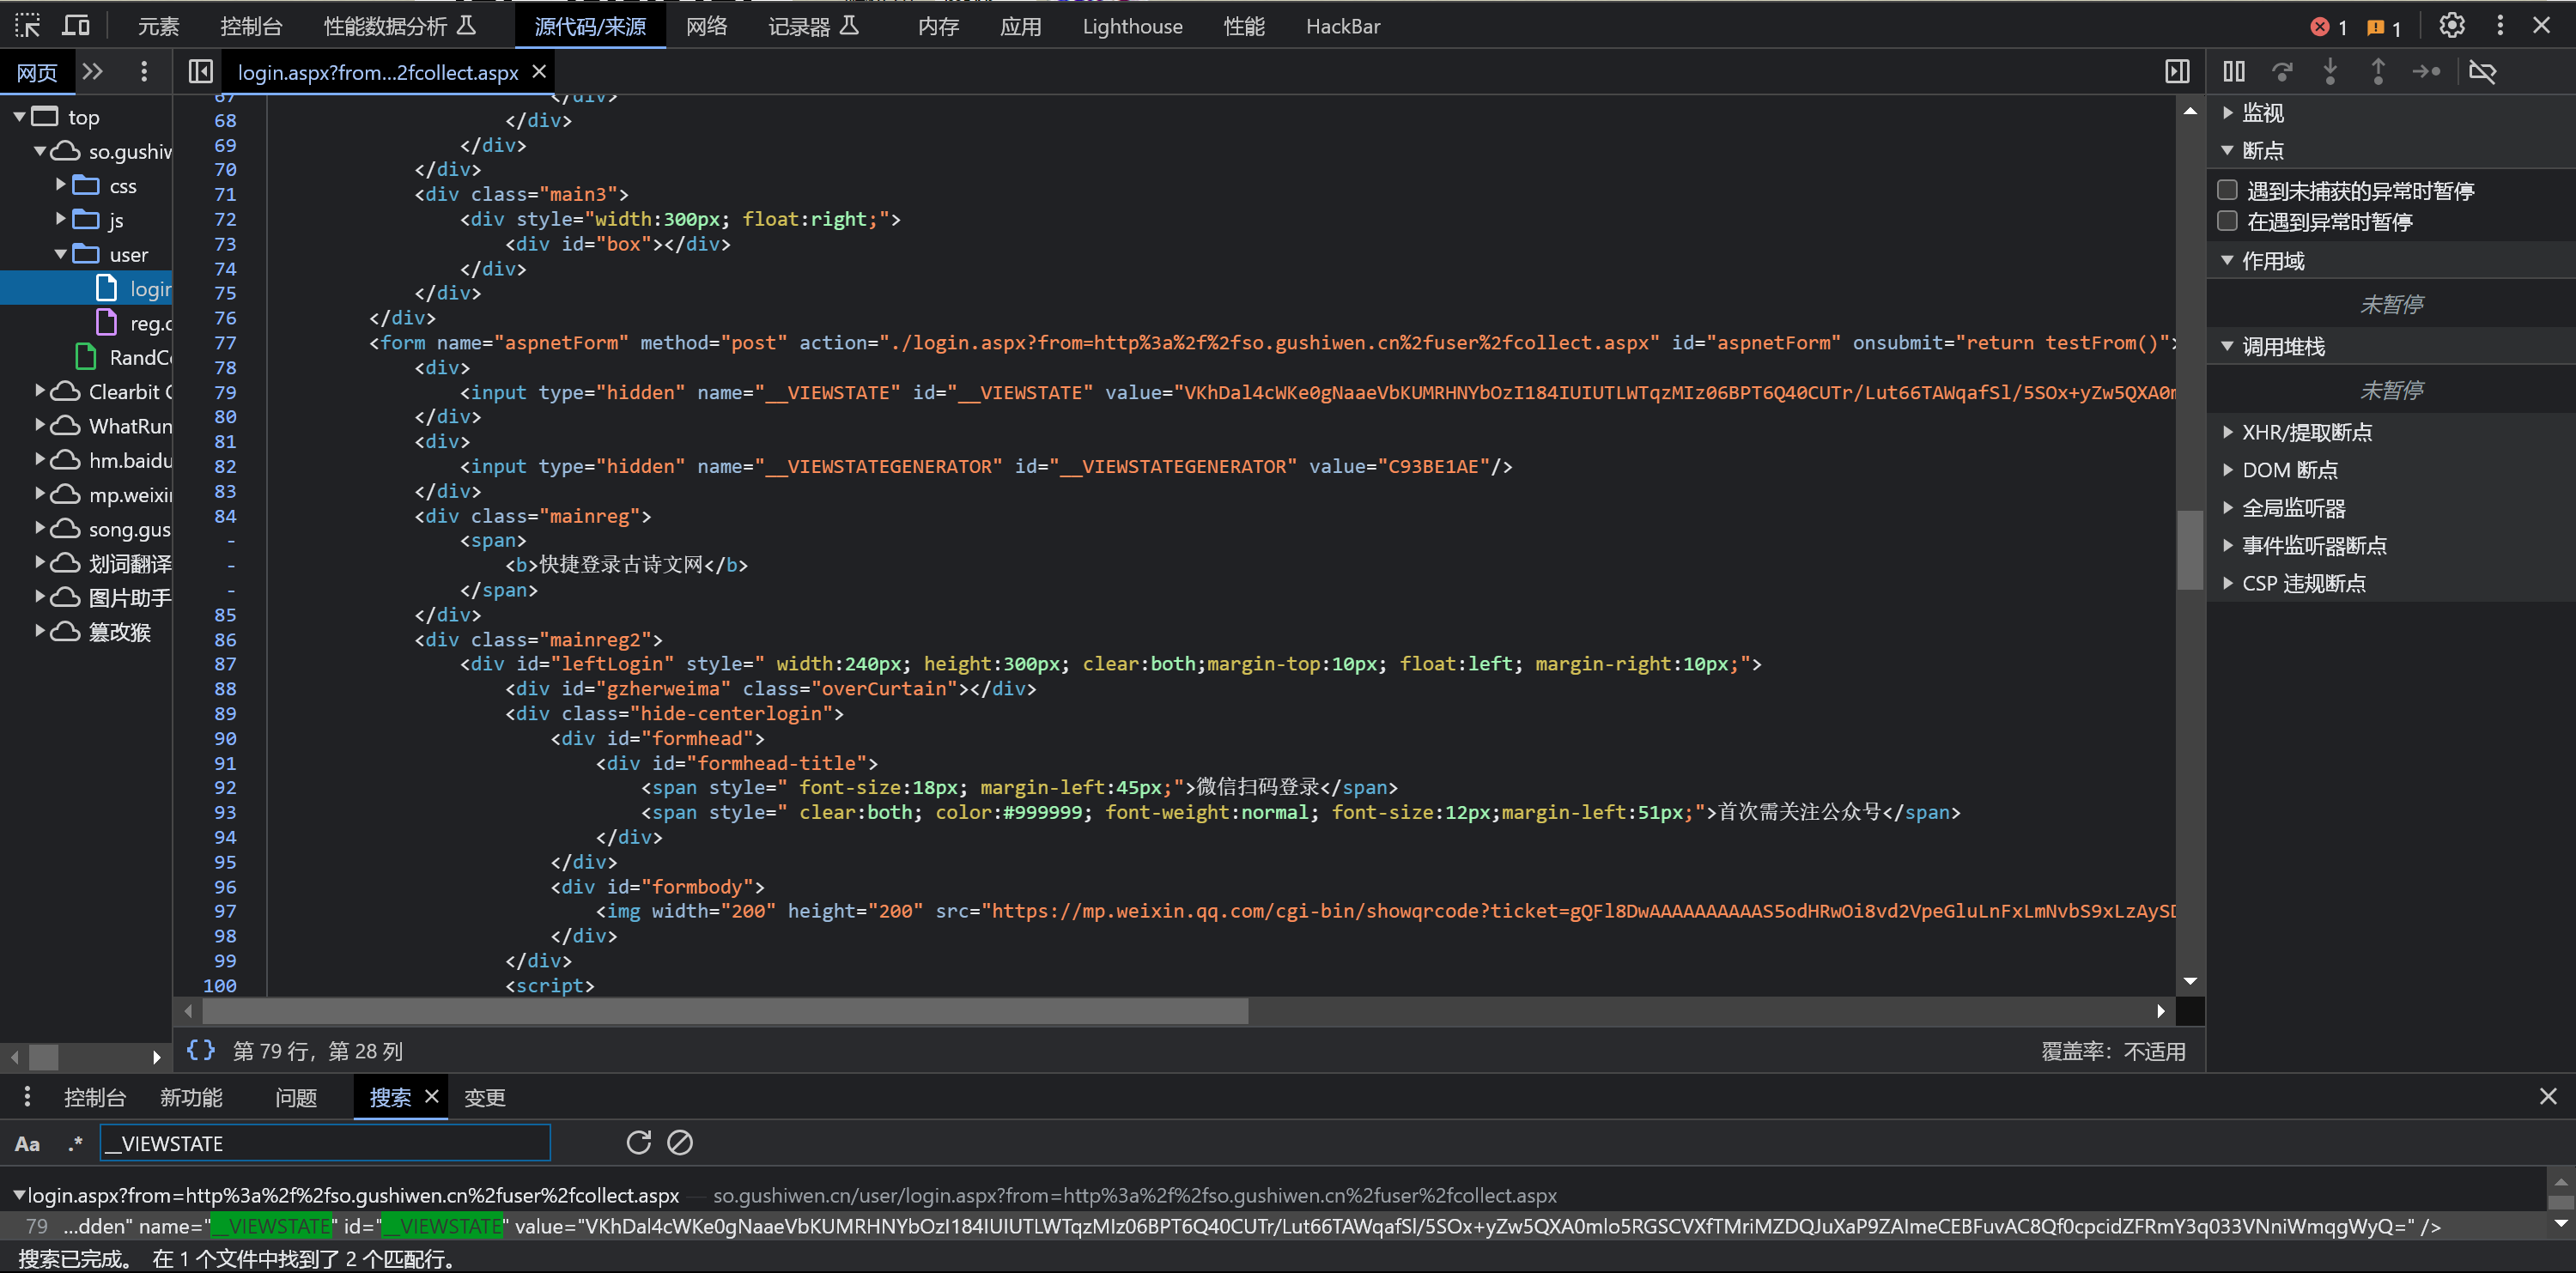 元素 控制台 性能数据分析 源代码/来源 网络 记录器 内存 应用 Lighthouse 性能 HackBar 1 1
网页 login.aspx?from...2fcollect.aspx
top
so.gushiw
css
js
user
login
reg.c
RandCo
Clearbit C
WhatRun
hm.baidu
mp.weixin
song.gus
划词翻译
图片助手
篡改猴
67 </div>
68 </div>
69 </div>
70 </div>
71 <div class="main3">
72 <div style="width:300px; float:right;">
73 <div id="box"></div>
74 </div>
75 </div>
76 </div>
77 <form name="aspnetForm" method="post" action="./login.aspx?from=http%3a%2f%2fso.gushiwen.cn%2fuser%2fcollect.aspx" id="aspnetForm" onsubmit="return testFrom()">
78 <div>
79 <input type="hidden" name="__VIEWSTATE" id="__VIEWSTATE" value="VKhDal4cWKe0gNaaeVbKUMRHNYbOzI184IUIUTLWTqzMIz06BPT6Q40CUTr/Lut66TAWqafSl/5SOx+yZw5QXA0m
80 </div>
81 <div>
82 <input type="hidden" name="__VIEWSTATEGENERATOR" id="__VIEWSTATEGENERATOR" value="C93BE1AE"/>
83 </div>
84 <div class="mainreg">
- <span>
- <b>快捷登录古诗文网</b>
- </span>
85 </div>
86 <div class="mainreg2">
87 <div id="leftLogin" style=" width:240px; height:300px; clear:both;margin-top:10px; float:left; margin-right:10px;">
88 <div id="gzherweima" class="overCurtain"></div>
89 <div class="hide-centerlogin">
90 <div id="formhead">
91 <div id="formhead-title">
92 <span style=" font-size:18px; margin-left:45px;">微信扫码登录</span>
93 <span style=" clear:both; color:#999999; font-weight:normal; font-size:12px;margin-left:51px;">首次需关注公众号</span>
94 </div>
95 </div>
96 <div id="formbody">
97 <img width="200" height="200" src="https://mp.weixin.qq.com/cgi-bin/showqrcode?ticket=gQFl8DwAAAAAAAAAAS5odHRwOi8vd2VpeGluLnFxLmNvbS9xLzAySD
98 </div>
99 </div>
100 <script>
{} 第 79 行，第 28 列 覆盖率：不适用
监视
断点
遇到未捕获的异常时暂停
在遇到异常时暂停
作用域
未暂停
调用堆栈
未暂停
XHR/提取断点
DOM 断点
全局监听器
事件监听器断点
CSP 违规断点
控制台 新功能 问题 搜索 变更
Aa .* __VIEWSTATE
login.aspx?from=http%3a%2f%2fso.gushiwen.cn%2fuser%2fcollect.aspx — so.gushiwen.cn/user/login.aspx?from=http%3a%2f%2fso.gushiwen.cn%2fuser%2fcollect.aspx
79 ...dden" name="__VIEWSTATE" id="__VIEWSTATE" value="VKhDal4cWKe0gNaaeVbKUMRHNYbOzI184IUIUTLWTqzMIz06BPT6Q40CUTr/Lut66TAWqafSl/5SOx+yZw5QXA0mlo5RGSCVXfTMriMZDQJuXaP9ZAImeCEBFuvAC8Qf0cpcidZFRmY3q033VNniWmqgWyQ=" />
搜索已完成。 在 1 个文件中找到了 2 个匹配行。